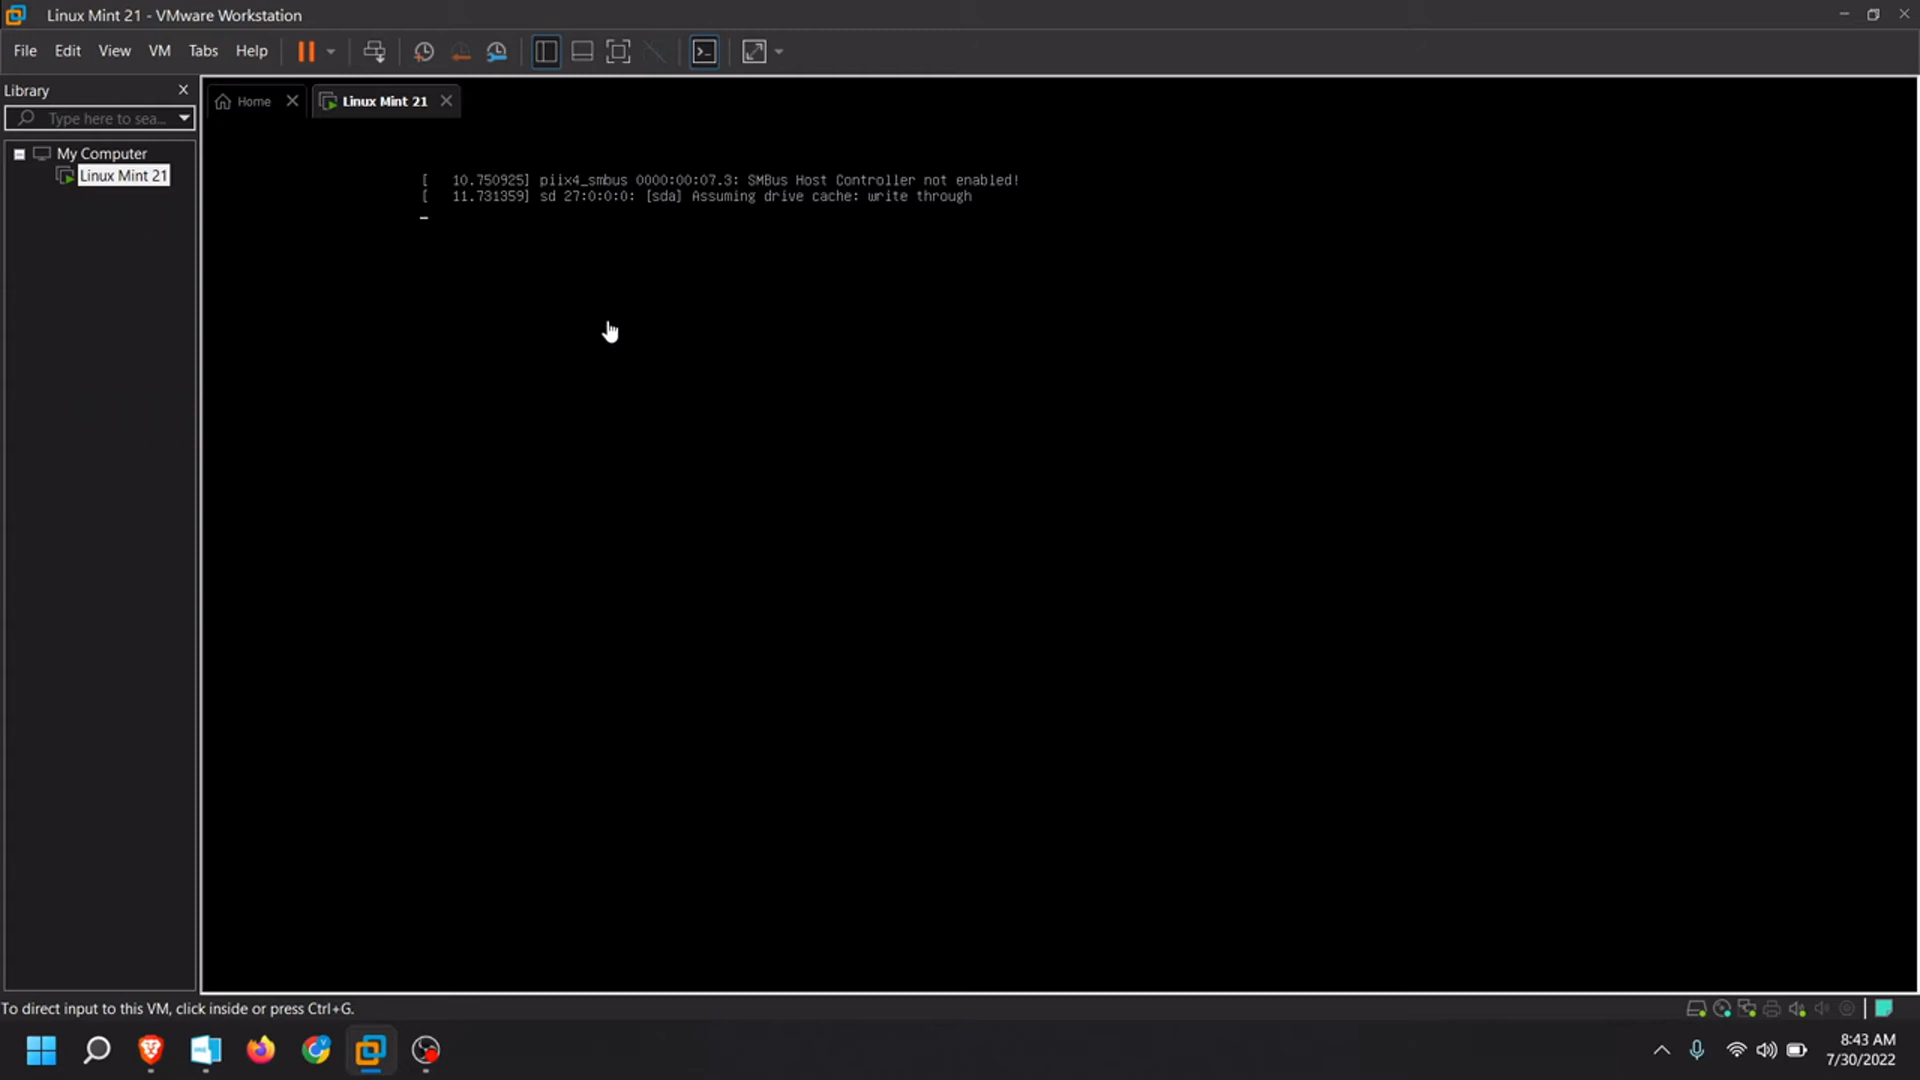 Linux Mint 21 - VMware Workstation
File Edit View VM Tabs Help
Library
Type here to sea...
My Computer
Linux Mint 21
Home
Linux Mint 21
[   10.750925] piix4_smbus 0000:00:07.3: SMBus Host Controller not enabled!
[   11.731359] sd 27:0:0:0: [sda] Assuming drive cache: write through
_
To direct input to this VM, click inside or press Ctrl+G.
8:43 AM
7/30/2022